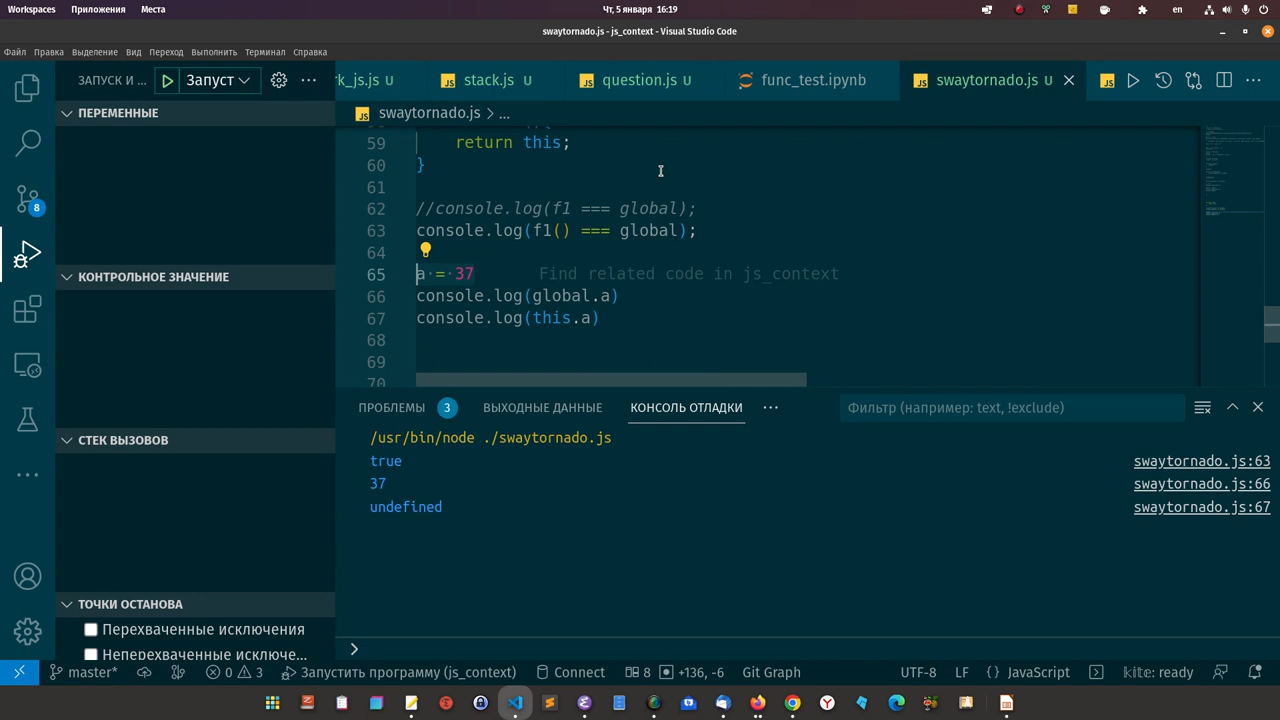 Workspaces Приложения Места Чт, 5 января 16:19 en
swaytornado.js - js_context - Visual Studio Code
Файл Правка Выделение Вид Переход Выполнить Терминал Справка
ЗАПУСК И ... Запуст rk_js.js U stack.js U question.js U func_test.ipynb swaytornado.js U
ПЕРЕМЕННЫЕ
swaytornado.js > ...
59 return this;
60 }
61
62 //console.log(f1 === global);
63 console.log(f1() === global);
64
65 a = 37 Find related code in js_context
66 console.log(global.a)
67 console.log(this.a)
68
69
70
КОНТРОЛЬНОЕ ЗНАЧЕНИЕ
8
ПРОБЛЕМЫ 3 ВЫХОДНЫЕ ДАННЫЕ КОНСОЛЬ ОТЛАДКИ ... Фильтр (например: text, !exclude)
СТЕК ВЫЗОВОВ
/usr/bin/node ./swaytornado.js
true swaytornado.js:63
37 swaytornado.js:66
undefined swaytornado.js:67
ТОЧКИ ОСТАНОВА
Перехваченные исключения
Неперехваченные исключе...
master* 0 3 Запустить программу (js_context) Connect 8 +136, -6 Git Graph UTF-8 LF {} JavaScript kite: ready